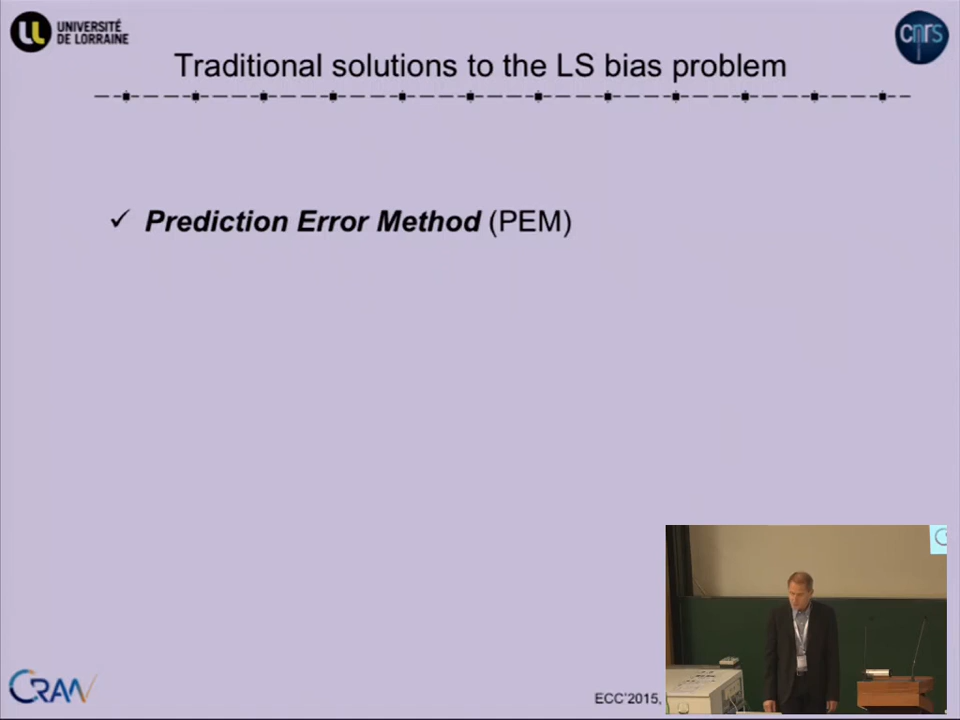 UNIVERSITÉ
DE LORRAINE
cnrs
Traditional solutions to the LS bias problem
✓ Prediction Error Method (PEM)
CRAN
ECC'2015,